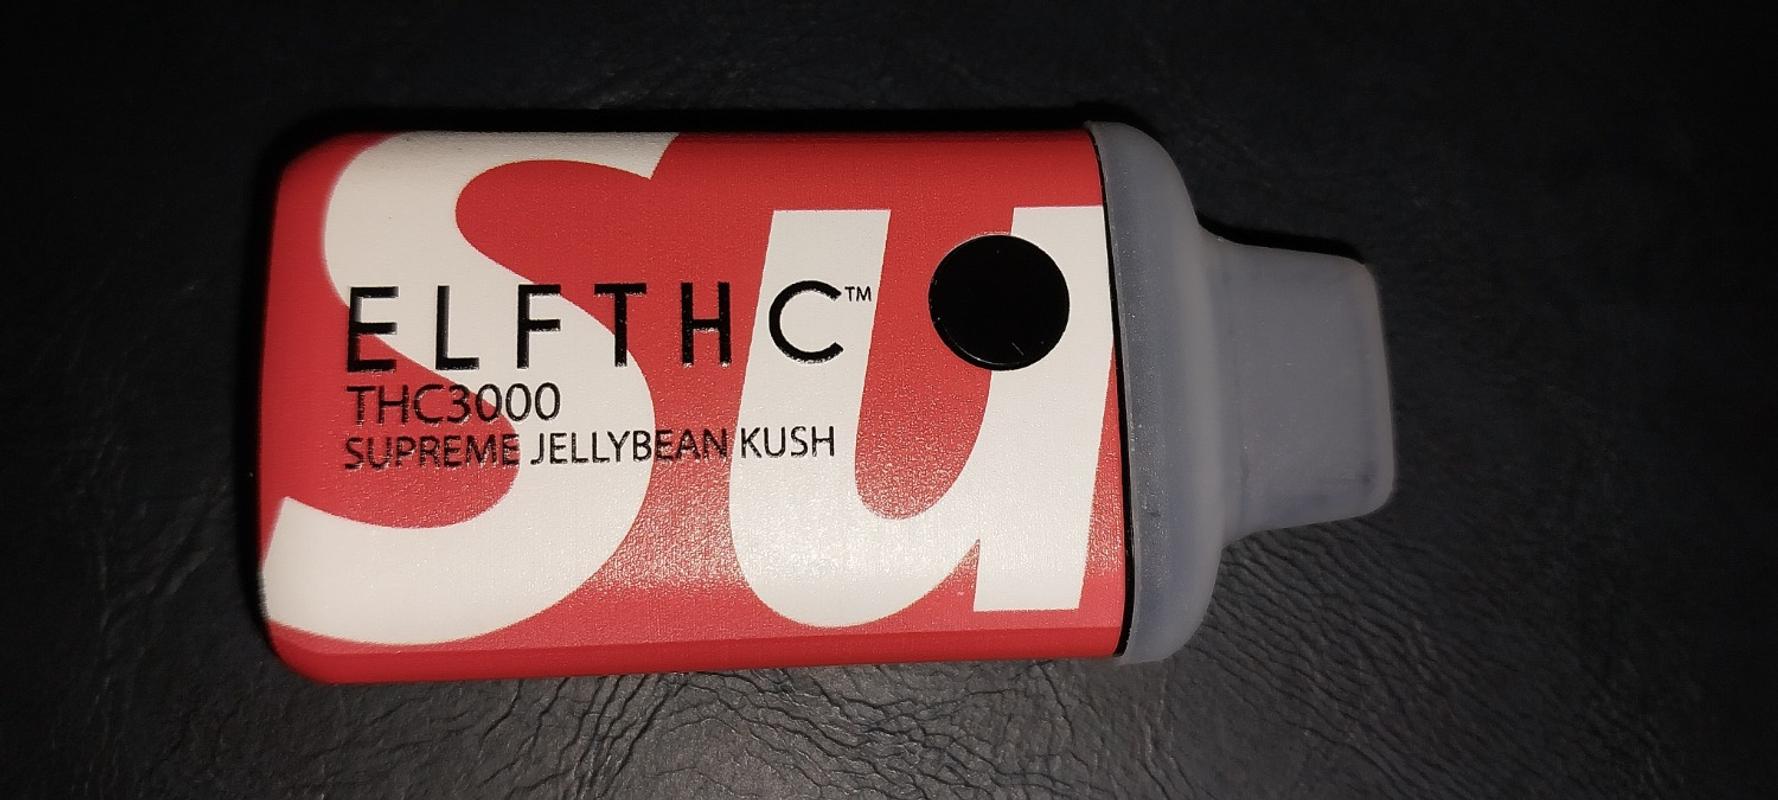 Su
ELFTHC™
THC3000
SUPREME JELLYBEAN KUSH